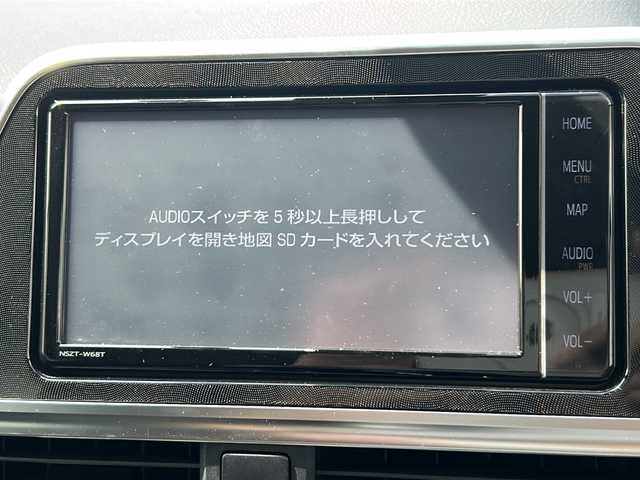 AUDIOスイッチを5秒以上長押しして
ディスプレイを開き地図SDカードを入れてください
HOME
MENU
CTRL
MAP
AUDIO
PWR
VOL+
VOL-
NSZT-W68T